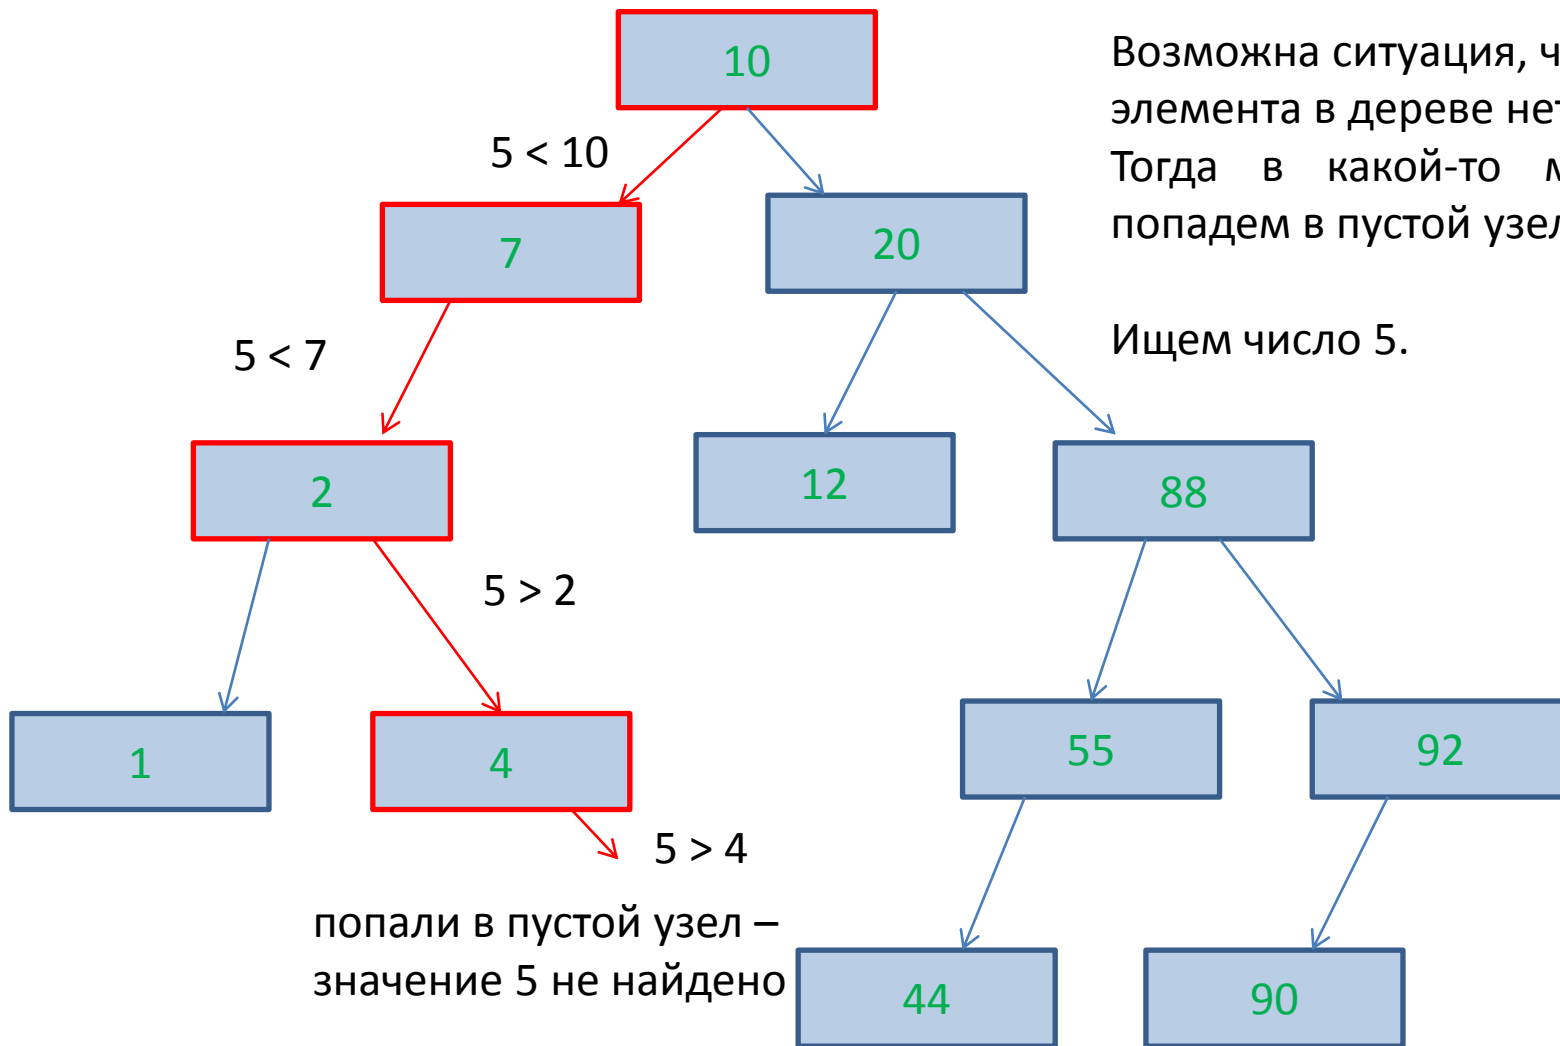 10
Возможна ситуация,
элемента в дереве нет
Тогда в какой-то
попадем в пустой узел
5 < 10
7
20
Ищем число 5.
5 < 7
2
12
88
5 > 2
1
4
55
92
5 > 4
попали в пустой узел –
значение 5 не найдено
44
90